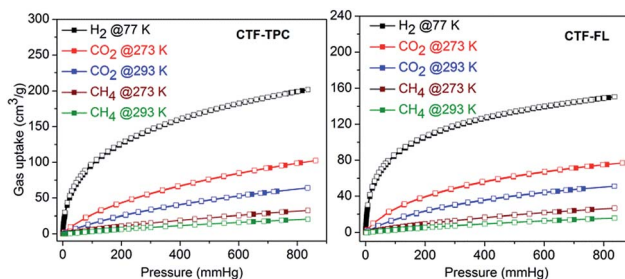 CTF-TPC
H2 @77 K
CO2 @273 K
CO2 @293 K
CH4 @273 K
CH4 @293 K
300
250
200
150
100
50
0
0 200 400 600 800
Gas uptake (cm³/g)
Pressure (mmHg)
CTF-FL
H2 @77 K
CO2 @273 K
CO2 @293 K
CH4 @273 K
CH4 @293 K
200
160
120
80
40
0
0 200 400 600 800
Pressure (mmHg)